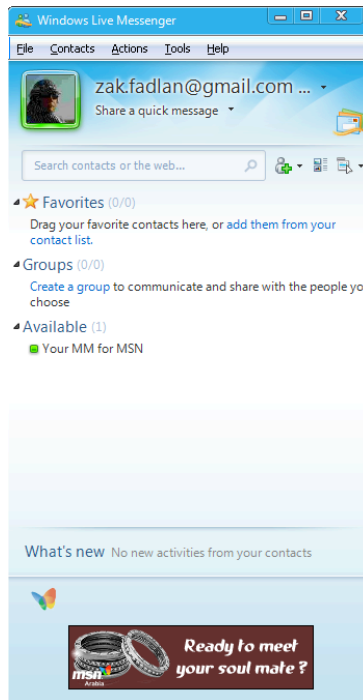 Windows Live Messenger
File Contacts Actions Tools Help
zak.fadlan@gmail.com ...
Share a quick message
Search contacts or the web...
Favorites (0/0)
Drag your favorite contacts here, or add them from your
contact list.
Groups (0/0)
Create a group to communicate and share with the people yo
choose
Available (1)
Your MM for MSN
What's new No new activities from your contacts
Ready to meet
your soul mate ?
msn
Arabia